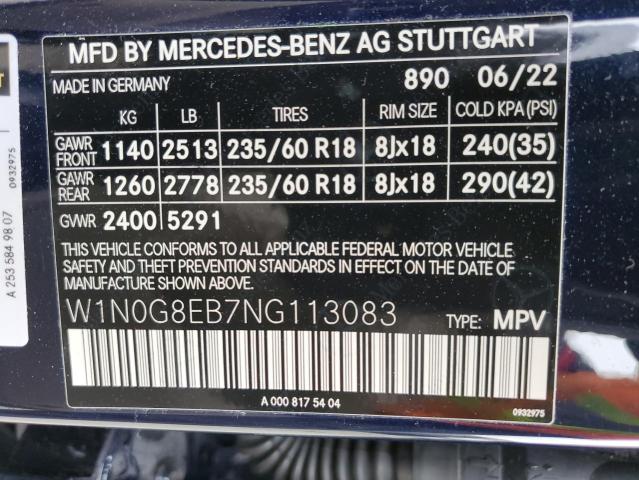 MFD BY MERCEDES-BENZ AG STUTTGART
MADE IN GERMANY 890 06/22
KG LB TIRES RIM SIZE COLD KPA(PSI)
GAWR FRONT 1140 2513 235/60 R18 8Jx18 240(35)
GAWR REAR 1260 2778 235/60 R18 8Jx18 290(42)
GVWR 2400 5291
THIS VEHICLE CONFORMS TO ALL APPLICABLE FEDERAL MOTOR VEHICLE
SAFETY AND THEFT PREVENTION STANDARDS IN EFFECT ON THE DATE OF
MANUFACTURE SHOWN ABOVE.
W1N0G8EB7NG113083 TYPE: MPV
A 000 817 54 04
0932975
A 253 584 98 07
0932975